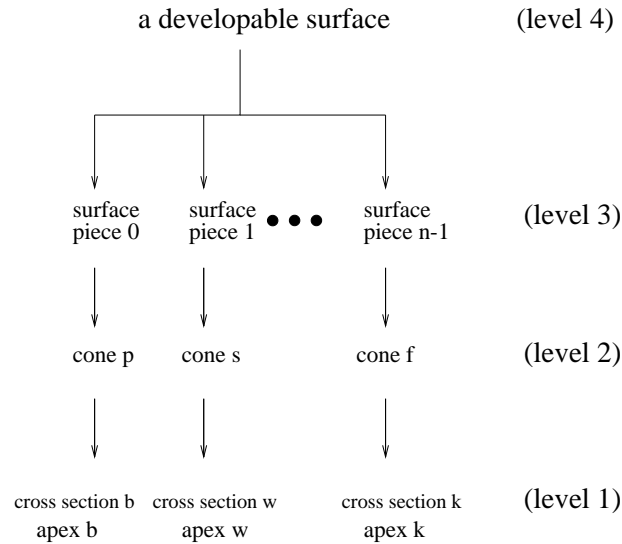 a developable surface (level 4)
surface surface surface
piece 0 piece 1 ● ● ● piece n-1 (level 3)
cone p cone s cone f (level 2)
cross section b cross section w cross section k (level 1)
apex b apex w apex k